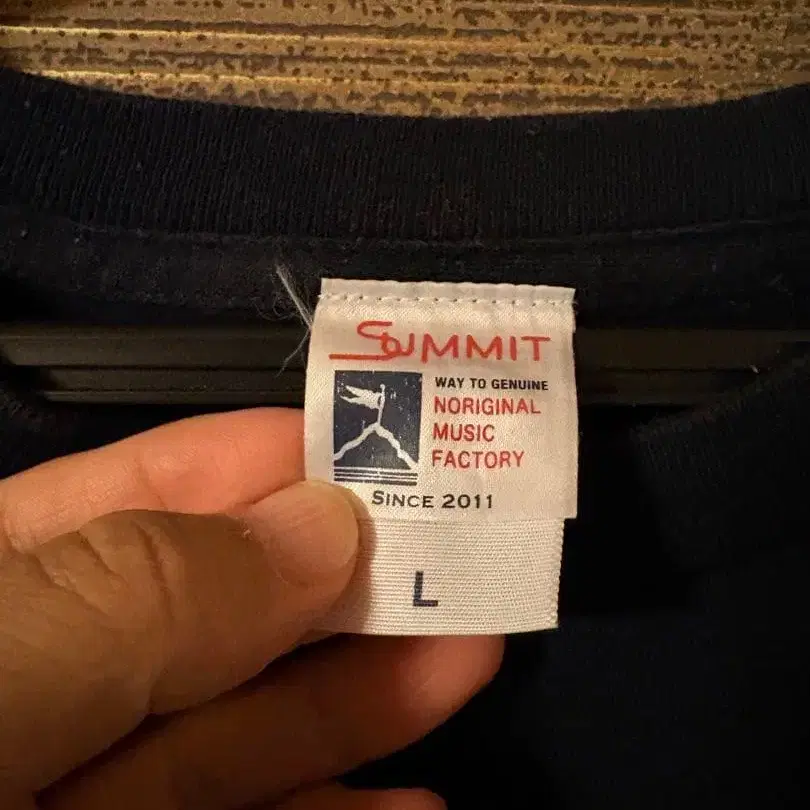 SUMMIT
WAY TO GENUINE
NORIGINAL
MUSIC
FACTORY
SINCE 2011
L